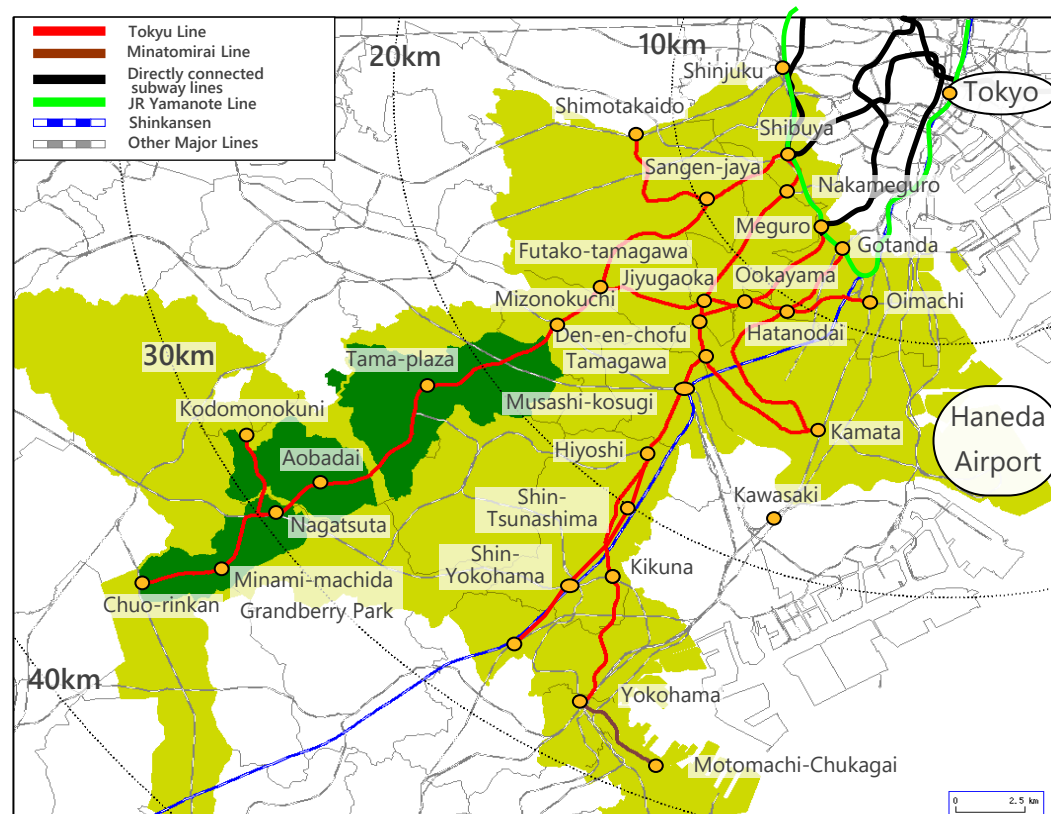 Tokyu Line
Minatomirai Line
Directly connected
subway lines
JR Yamanote Line
Shinkansen
Other Major Lines
20km
10km
Shinjuku
Tokyo
Shimotakaido
Shibuya
Sangen-jaya
Nakameguro
Meguro
Gotanda
Futako-tamagawa
Jiyugaoka
Ookayama
Mizonokuchi
Oimachi
Den-en-chofu
Hatanodai
30km
Tama-plaza
Tamagawa
Musashi-kosugi
Kodomonokuni
Haneda
Airport
Kamata
Hiyoshi
Aobadai
Kawasaki
Shin-
Tsunashima
Nagatsuta
Shin-
Yokohama
Kikuna
Minami-machida
Grandberry Park
Chuo-rinkan
40km
Yokohama
Motomachi-Chukagai
0 2.5 km